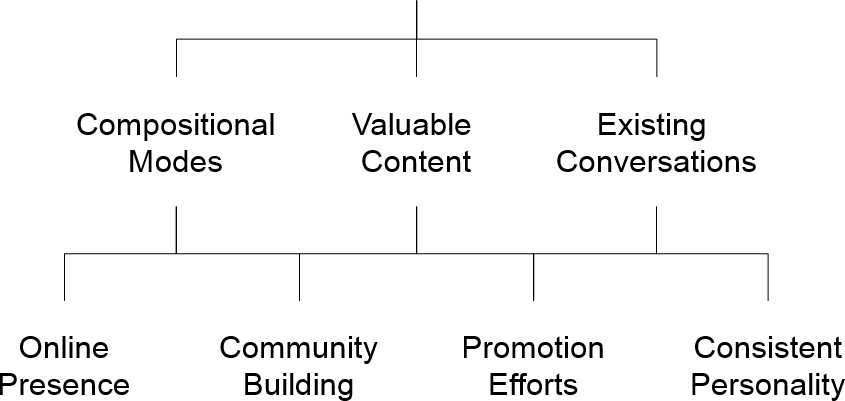 Compositional Modes
Valuable Content
Existing Conversations
Online Presence
Community Building
Promotion Efforts
Consistent Personality